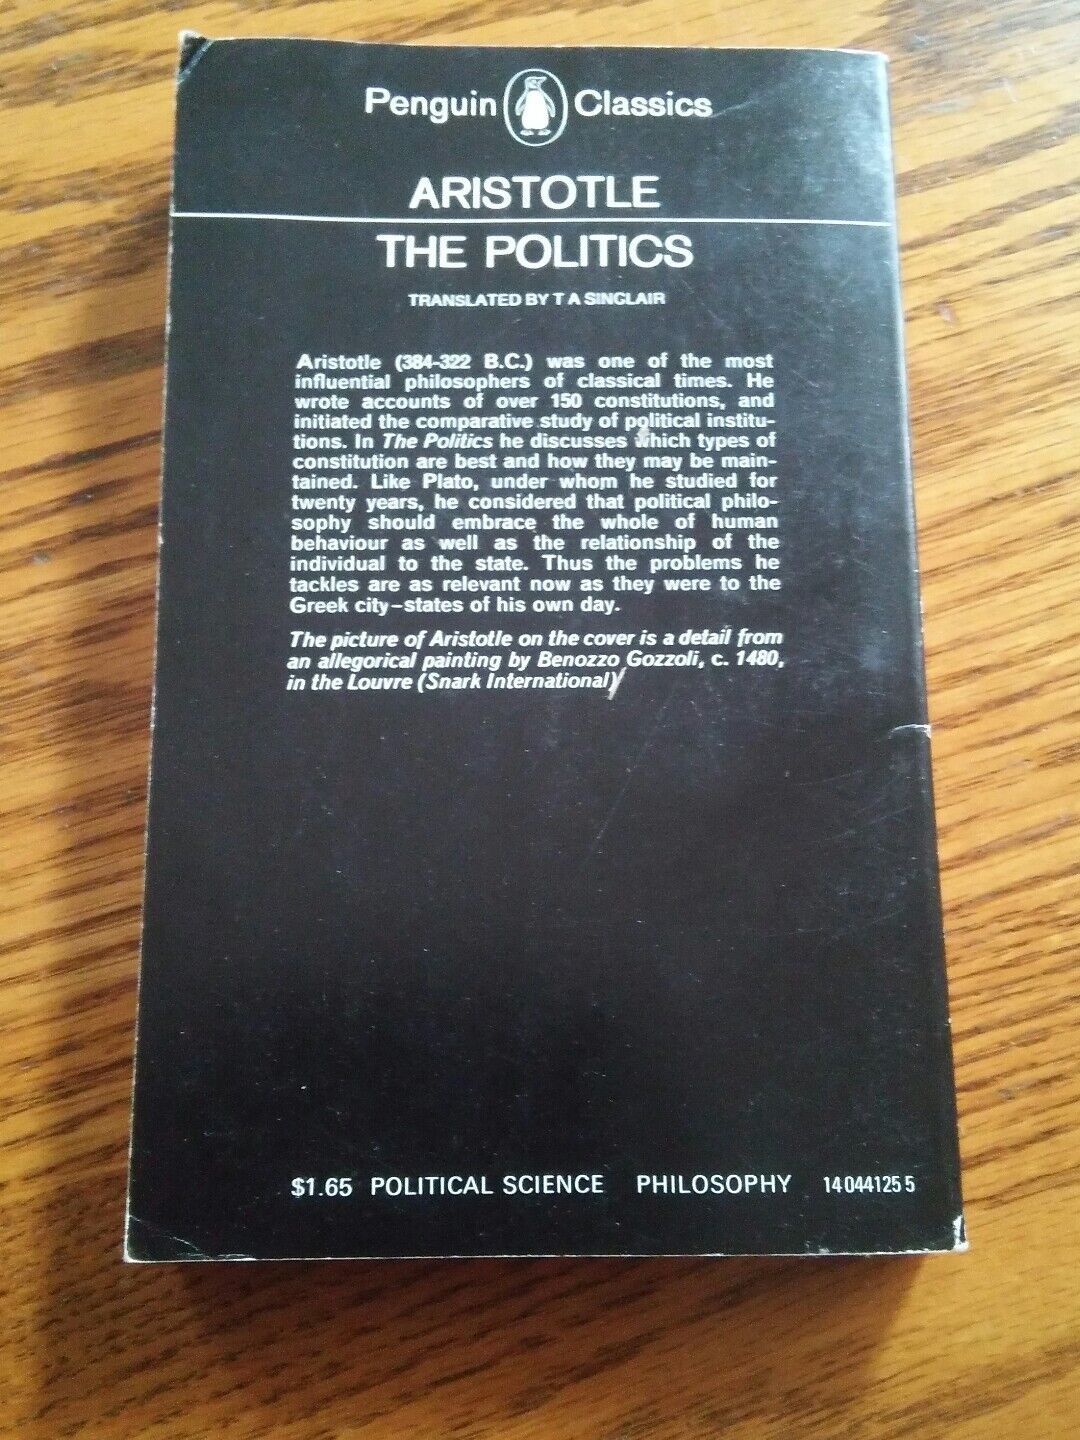 Penguin Classics
ARISTOTLE
THE POLITICS
TRANSLATED BY T A SINCLAIR
Aristotle (384-322 B.C.) was one of the most
influential philosophers of classical times. He
wrote accounts of over 150 constitutions, and
initiated the comparative study of political institu-
tions. In The Politics he discusses which types of
constitution are best and how they may be main-
tained. Like Plato, under whom he studied for
twenty years, he considered that political philo-
sophy should embrace the whole of human
behaviour as well as the relationship of the
individual to the state. Thus the problems he
tackles are as relevant now as they were to the
Greek city-states of his own day.
The picture of Aristotle on the cover is a detail from
an allegorical painting by Benozzo Gozzoli, c. 1480,
in the Louvre (Snark International)
$1.65 POLITICAL SCIENCE PHILOSOPHY 14 044125 5